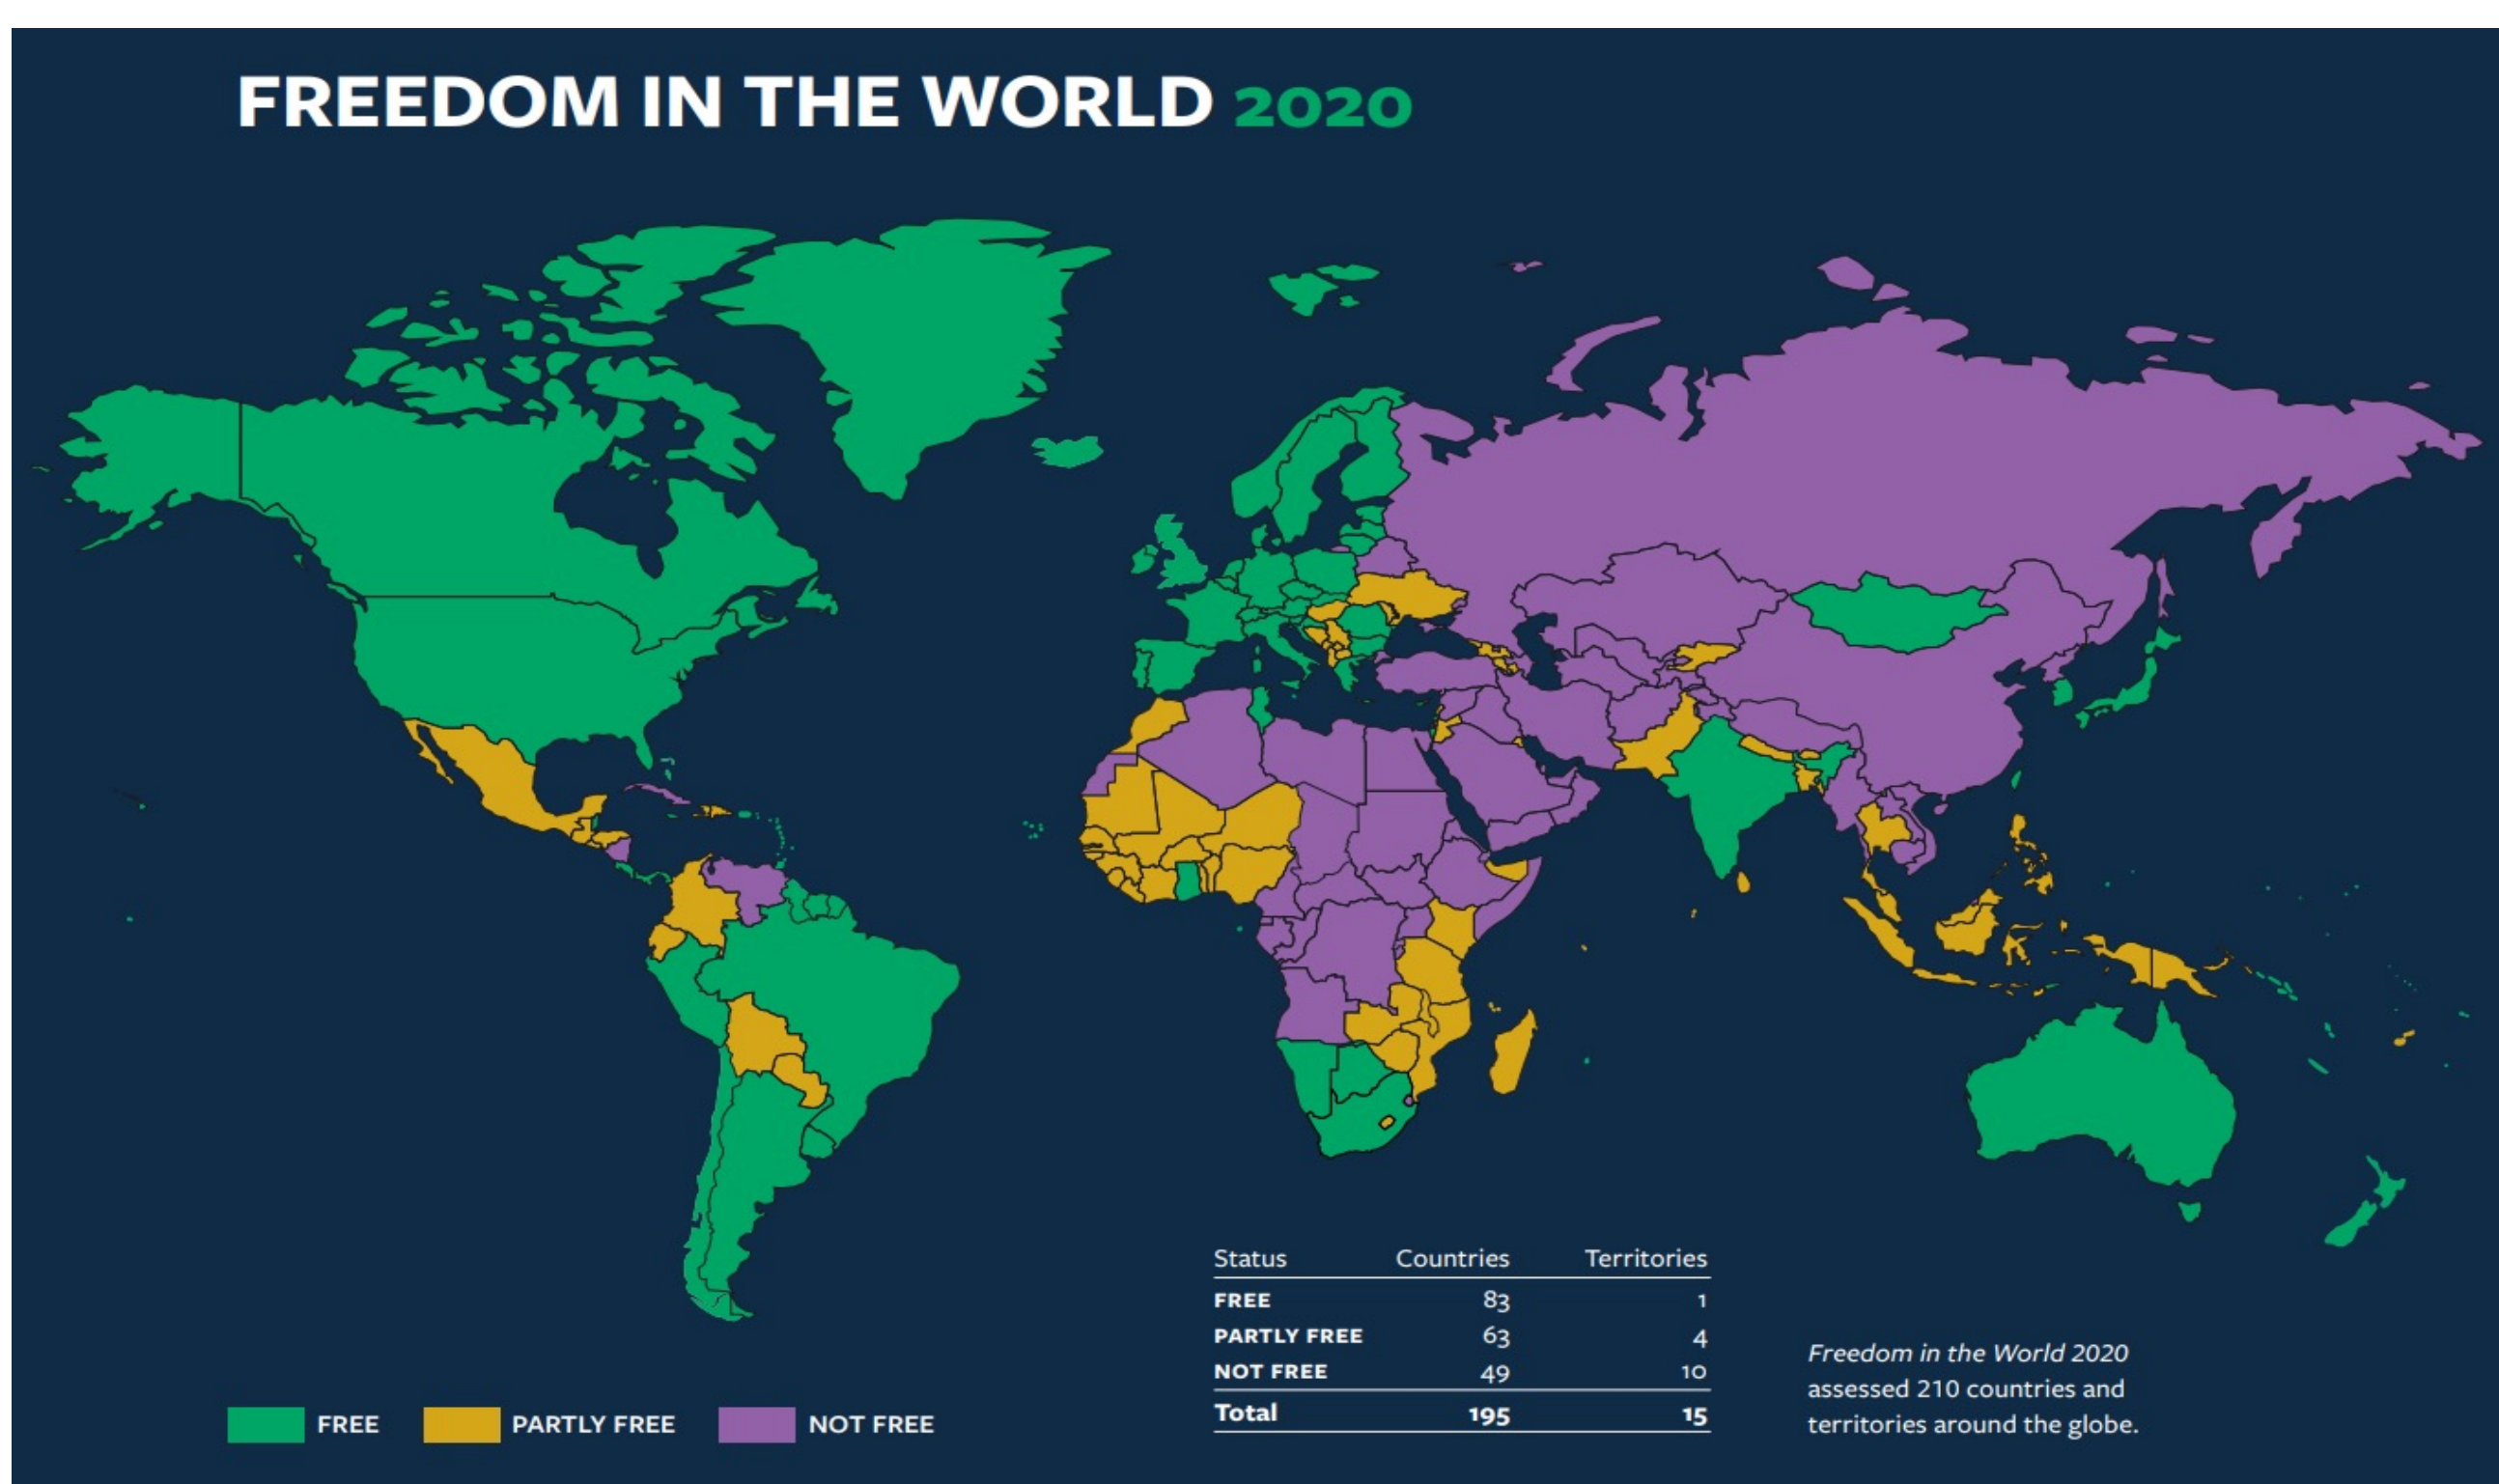 FREEDOM IN THE WORLD 2020
Status Countries Territories
FREE 83 1
PARTLY FREE 63 4
NOT FREE 49 10
Total 195 15
Freedom in the World 2020
assessed 210 countries and
territories around the globe.
FREE PARTLY FREE NOT FREE